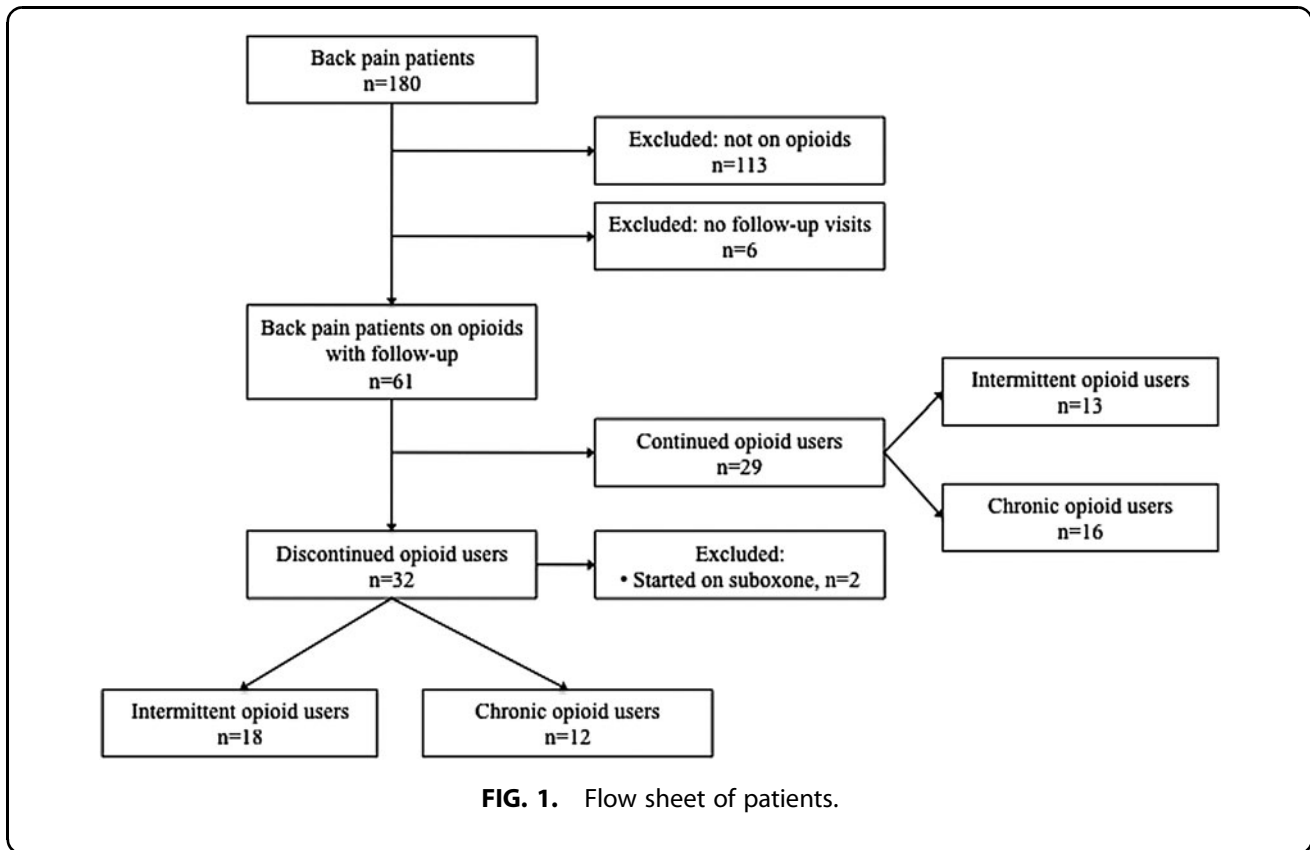 Back pain patients
n=180
Excluded: not on opioids
n=113
Excluded: no follow-up visits
n=6
Back pain patients on opioids
with follow-up
n=61
Intermittent opioid users
n=13
Continued opioid users
n=29
Chronic opioid users
n=16
Discontinued opioid users
n=32
Excluded:
• Started on suboxone, n=2
Intermittent opioid users
n=18
Chronic opioid users
n=12
FIG. 1. Flow sheet of patients.